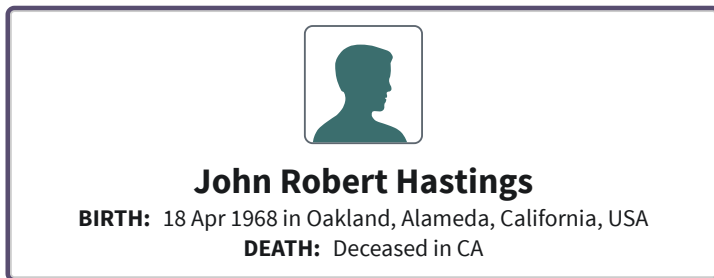 John Robert Hastings
BIRTH: 18 Apr 1968 in Oakland, Alameda, California, USA
DEATH: Deceased in CA